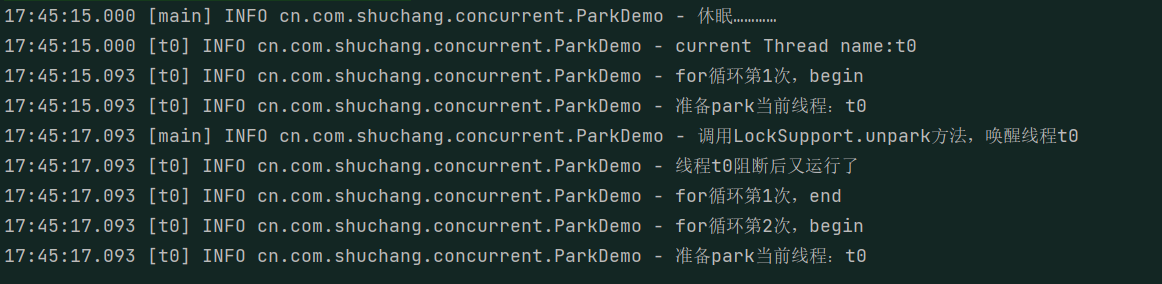 17:45:15.000 [main] INFO cn.com.shuchang.concurrent.ParkDemo - 休眠…………
17:45:15.000 [t0] INFO cn.com.shuchang.concurrent.ParkDemo - current Thread name:t0
17:45:15.093 [t0] INFO cn.com.shuchang.concurrent.ParkDemo - for循环第1次，begin
17:45:15.093 [t0] INFO cn.com.shuchang.concurrent.ParkDemo - 准备park当前线程：t0
17:45:17.093 [main] INFO cn.com.shuchang.concurrent.ParkDemo - 调用LockSupport.unpark方法，唤醒线程t0
17:45:17.093 [t0] INFO cn.com.shuchang.concurrent.ParkDemo - 线程t0阻断后又运行了
17:45:17.093 [t0] INFO cn.com.shuchang.concurrent.ParkDemo - for循环第1次，end
17:45:17.093 [t0] INFO cn.com.shuchang.concurrent.ParkDemo - for循环第2次，begin
17:45:17.093 [t0] INFO cn.com.shuchang.concurrent.ParkDemo - 准备park当前线程：t0